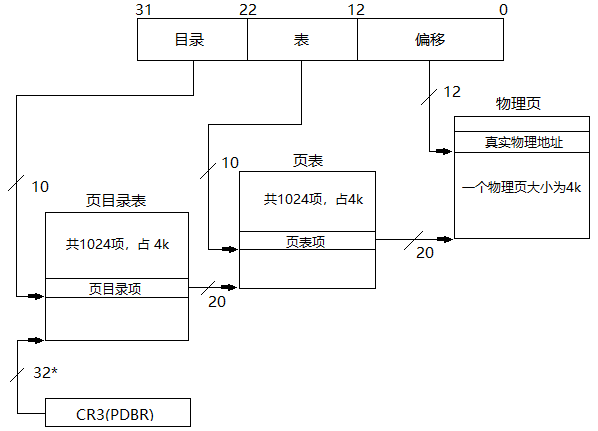 31 22 12 0
目录 表 偏移
12
物理页
真实物理地址
一个物理页大小为4k
10
页表
共1024项，占4k
页表项
20
10
页目录表
共1024项，占 4k
页目录项
20
32*
CR3(PDBR)